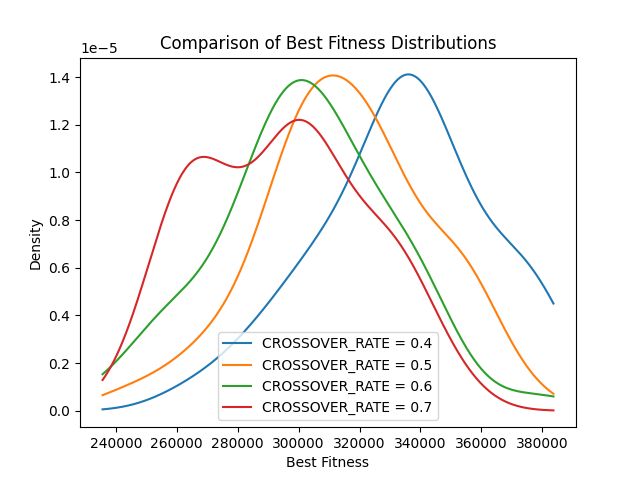 Comparison of Best Fitness Distributions
1e−5
1.4
1.2
1.0
0.8
0.6
0.4
0.2
0.0
Density
CROSSOVER_RATE = 0.4
CROSSOVER_RATE = 0.5
CROSSOVER_RATE = 0.6
CROSSOVER_RATE = 0.7
240000 260000 280000 300000 320000 340000 360000 380000
Best Fitness